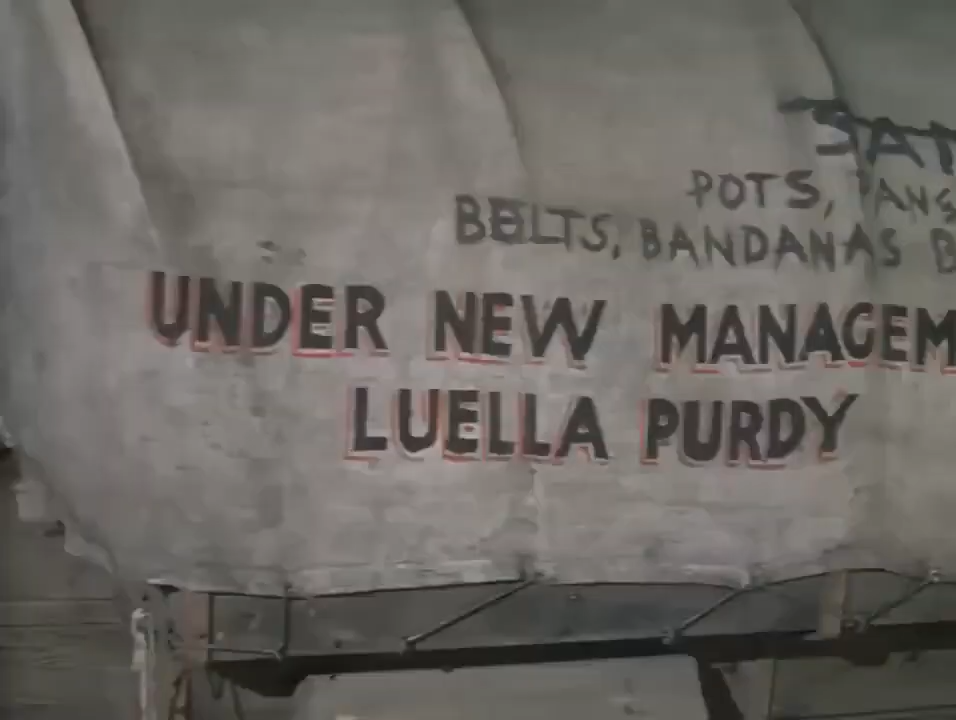 POTS, PANS
BELTS, BANDANAS B
UNDER NEW MANAGEM
LUELLA PURDY